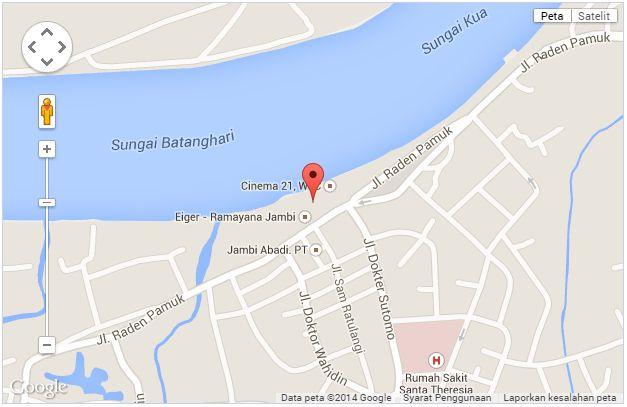 Peta
Satelit
Sungai Kua
Jl. Raden Pamuk
Sungai Batanghari
Cinema 21,
Jl. Raden Pamuk
Eiger - Ramayana Jambi
Jambi Abadi. PT
Jl. Sam Ratulangi
Jl. Dokter Sutomo
Jl. Doktor Wahidin
Jl. Raden Pamuk
H
Rumah Sakit
Santa Theresia
Google
Data peta ©2014 Google
Syarat Penggunaan
Laporkan kesalahan peta